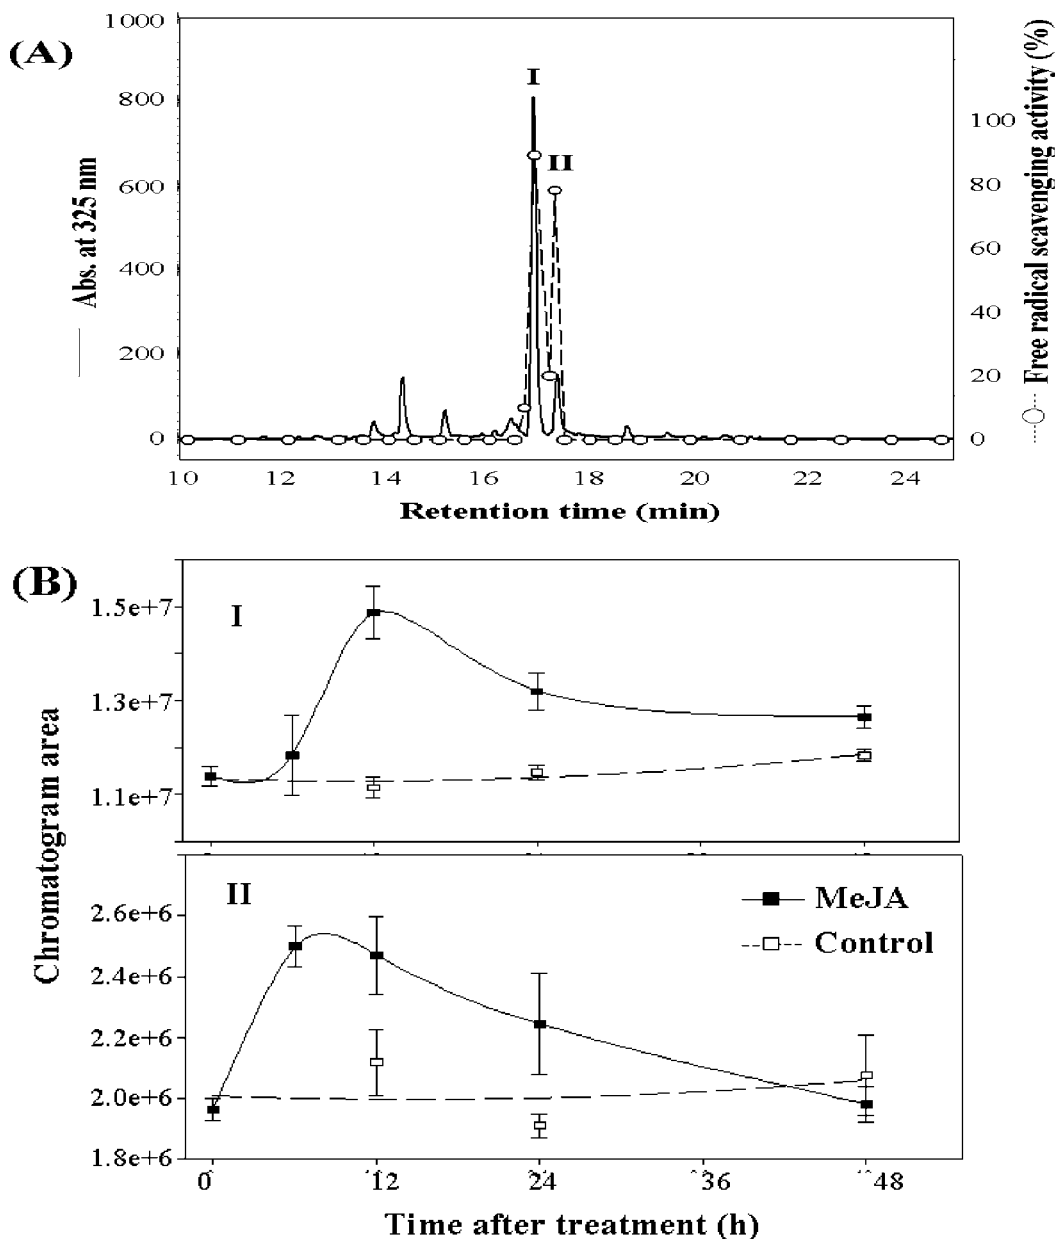 (A)
1000
800
600
400
200
0
Abs. at 325 nm
I
II
100
80
60
40
20
0
Free radical scavenging activity (%)
10 12 14 16 18 20 22 24
Retention time (min)
(B)
I
1.5e+7
1.3e+7
1.1e+7
Chromatogram area
II
MeJA
Control
2.6e+6
2.4e+6
2.2e+6
2.0e+6
1.8e+6
0 12 24 36 48
Time after treatment (h)